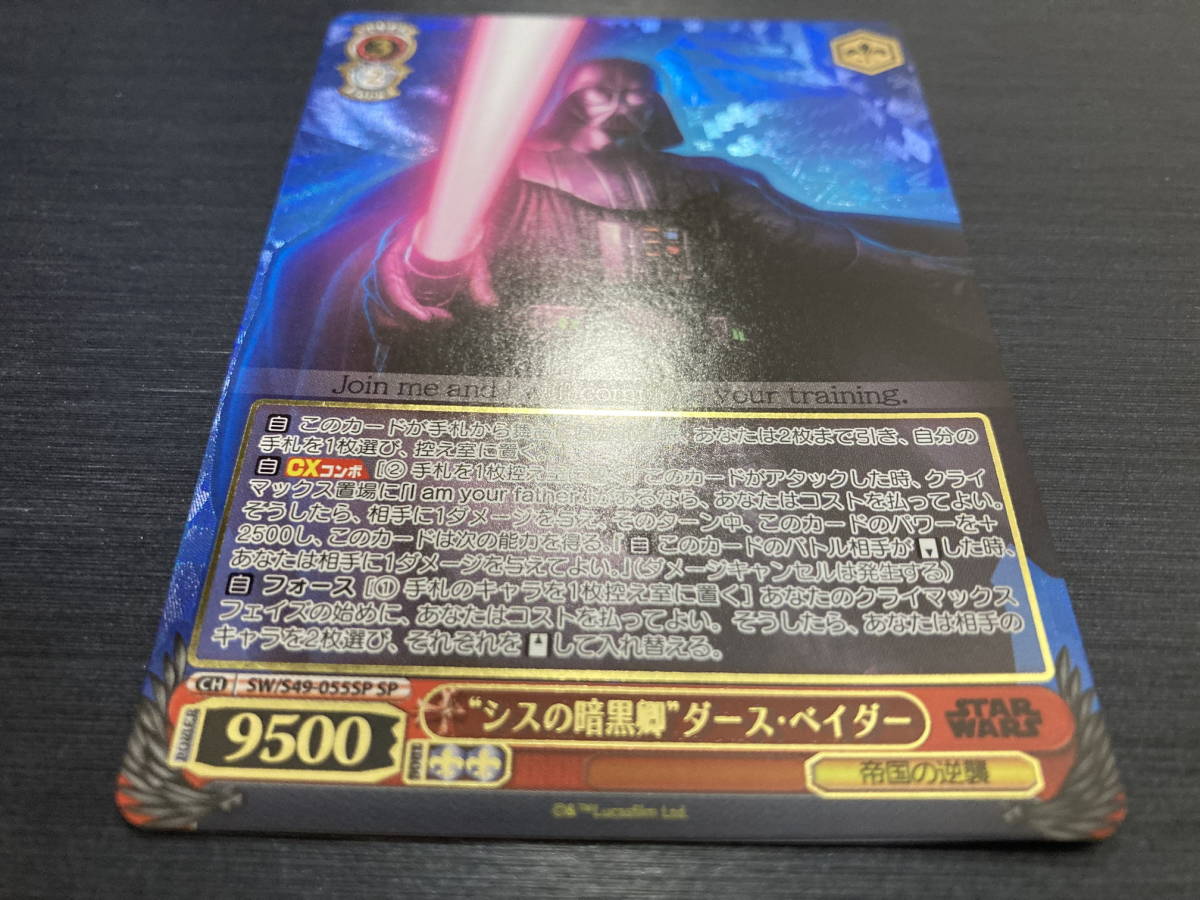 3
2
Join me and your training.
自 このカードが手札から あなたは2枚まで引き、自分の
手札を1枚選び、控え室に置く
自 CXコンボ [② 手札を1枚控え このカードがアタックした時、クライ
マックス置場に「I am your father」があるなら、あなたはコストを払ってよい。
そうしたら、相手に1ダメージを与え、そのターン中、このカードのパワーを+
2500し、このカードは次の能力を得る。『自 このカードのバトル相手が した時、
あなたは相手に1ダメージを与えてよい。』(ダメージキャンセルは発生する)
自 フォース [① 手札のキャラを1枚控え室に置く] あなたのクライマックス
フェイズの始めに、あなたはコストを払ってよい。そうしたら、あなたは相手の
キャラを2枚選び、それぞれを して入れ替える。
CH SW/S49-055SP SP
POWER 9500
"シスの暗黒卿"ダース・ベイダー
STAR WARS
SOUL
帝国の逆襲
©&™Lucasfilm Ltd.